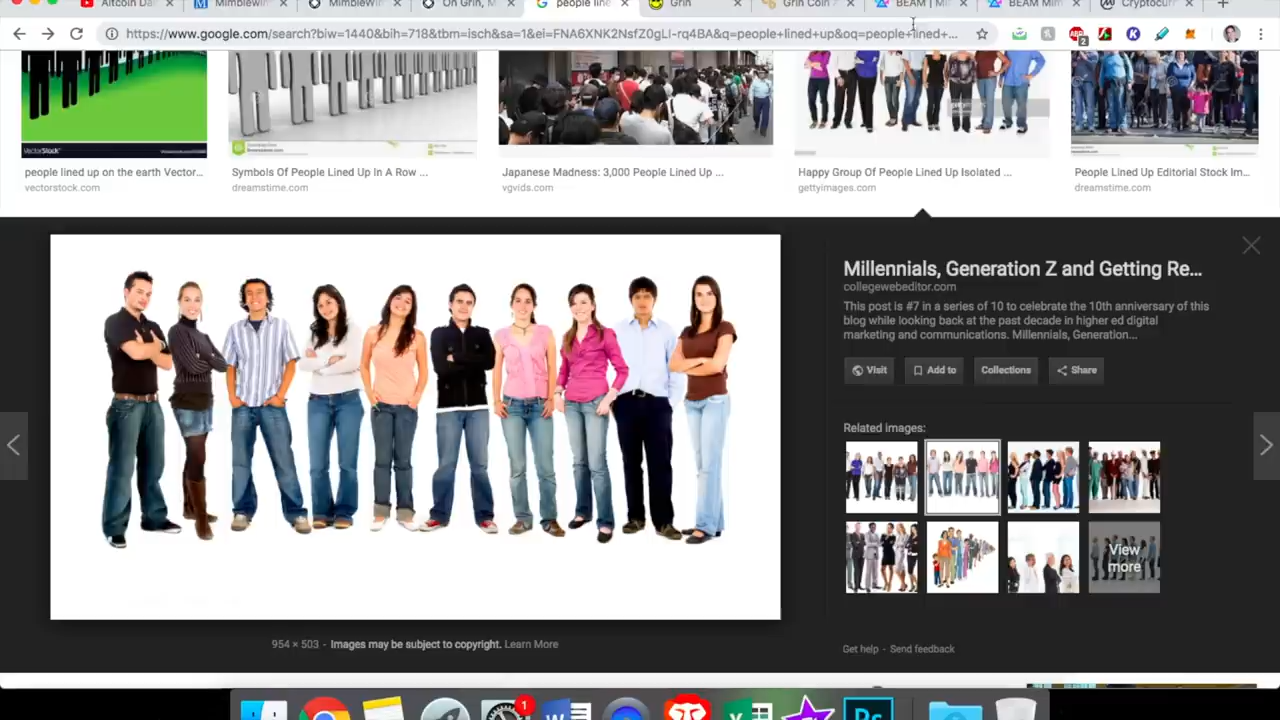 Altcoin Da
Mimblewin
MimbleWin
On Grin, M
people line
Grin
Grin Coin A
BEAM | Mi
BEAM Mim
Cryptocurr
https://www.google.com/search?biw=1440&bih=718&tbm=isch&sa=1&ei=FNA6XNK2NsfZ0gLI-rq4BA&q=people+lined+up&oq=people+lined+...
2
VectorStock
people lined up on the earth Vector...
Symbols Of People Lined Up In A Row ...
Japanese Madness: 3,000 People Lined Up ...
Happy Group Of People Lined Up Isolated ...
People Lined Up Editorial Stock Im...
vectorstock.com
dreamstime.com
vgvids.com
gettyimages.com
dreamstime.com
Millennials, Generation Z and Getting Re...
collegewebeditor.com
This post is #7 in a series of 10 to celebrate the 10th anniversary of this
blog while looking back at the past decade in higher ed digital
marketing and communications. Millennials, Generation...
Visit
Add to
Collections
Share
Related images:
View
more
954 × 503 - Images may be subject to copyright. Learn More
Get help - Send feedback
1
Ps